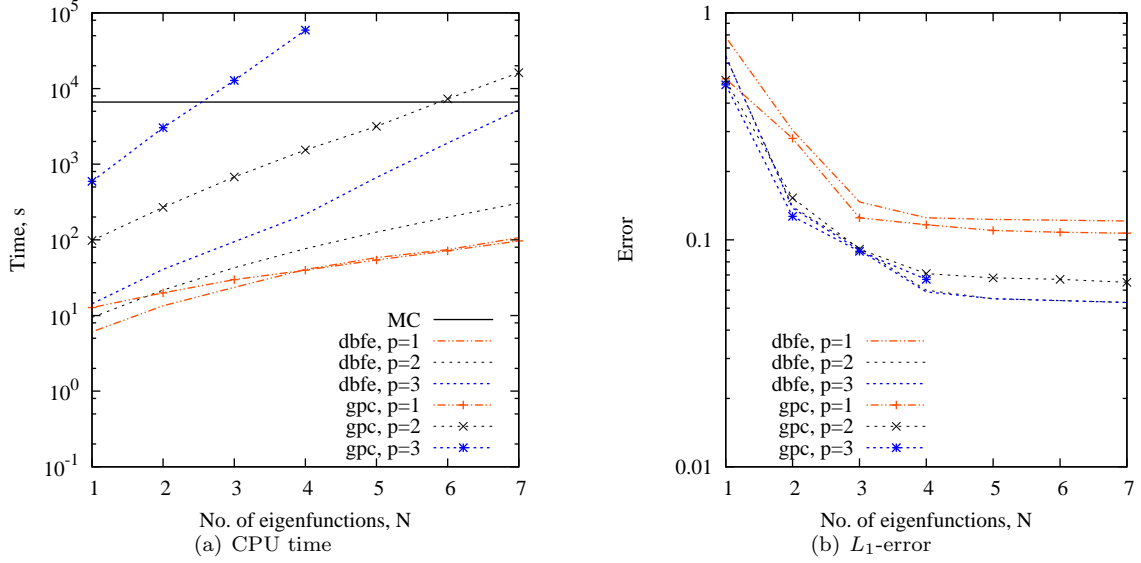 10^5
10^4
10^3
10^2
10^1
10^0
10^-1
Time, s
MC
dbfe, p=1
dbfe, p=2
dbfe, p=3
gpc, p=1
gpc, p=2
gpc, p=3
1 2 3 4 5 6 7
No. of eigenfunctions, N
(a) CPU time
1
0.1
0.01
Error
dbfe, p=1
dbfe, p=2
dbfe, p=3
gpc, p=1
gpc, p=2
gpc, p=3
1 2 3 4 5 6 7
No. of eigenfunctions, N
(b) L_1-error